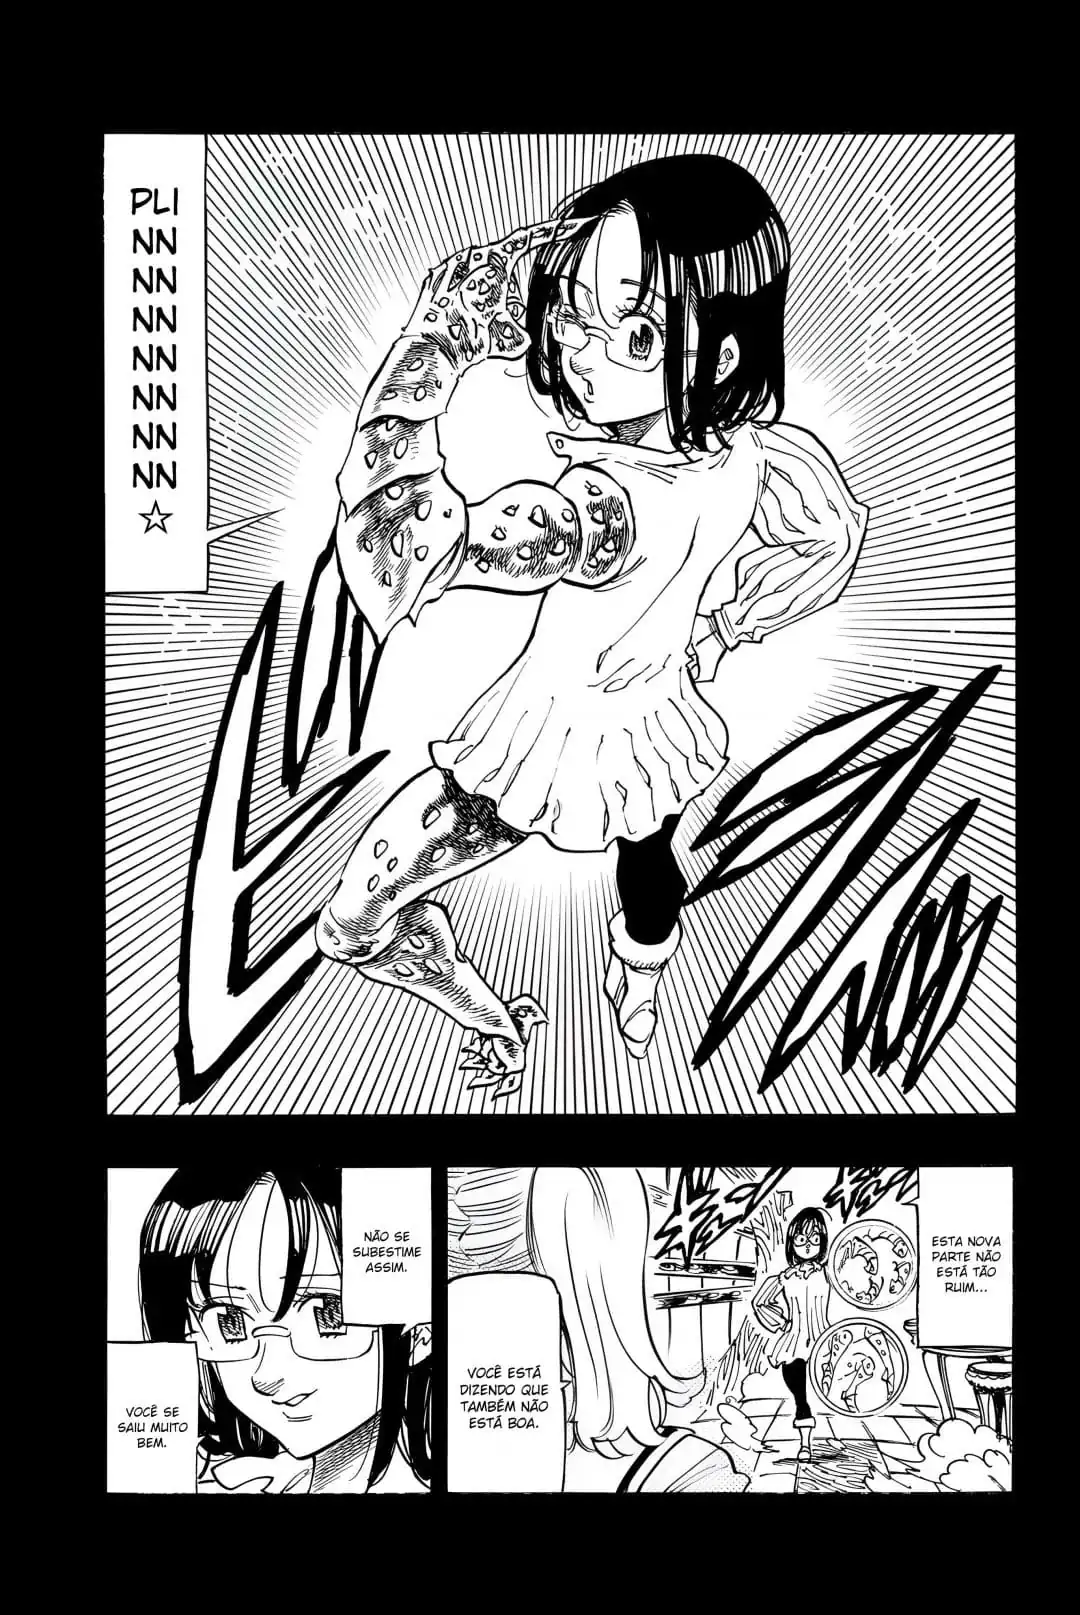 PLI
NN
NN
NN
NN
NN
NN
NN
☆
ESTA NOVA
PARTE NÃO
ESTÁ TÃO
RUIM...
VOCÊ ESTÁ
DIZENDO QUE
TAMBÉM NÃO
ESTÁ BOA.
NÃO SE
SUBESTIME
ASSIM.
VOCÊ SE
SAIU MUITO
BEM.